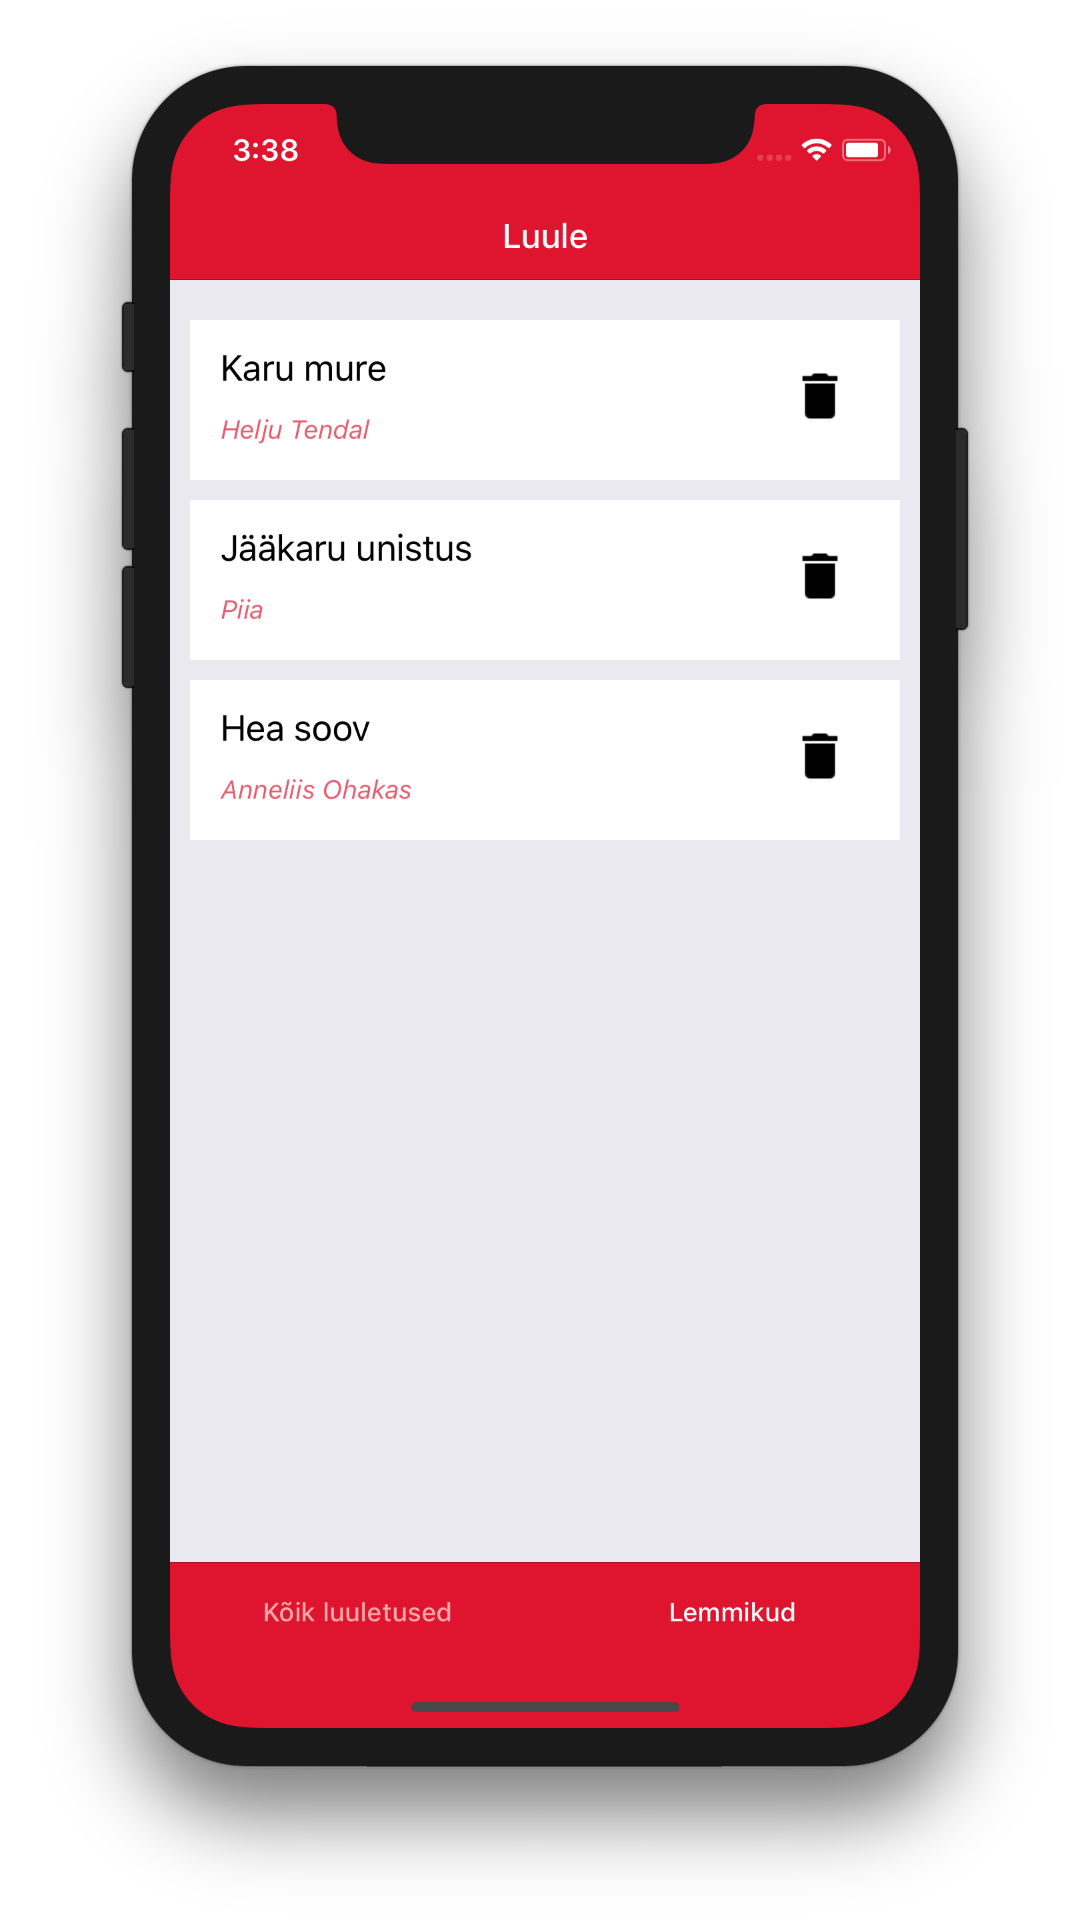 3:38
Luule
Karu mure
Helju Tendal
Jääkaru unistus
Piia
Hea soov
Anneliis Ohakas
Kõik luuletused
Lemmikud